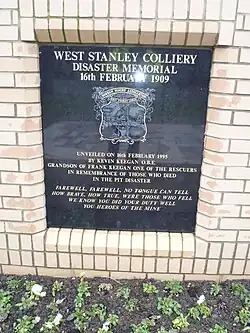 WEST STANLEY COLLIERY
DISASTER MEMORIAL
16th FEBRUARY 1909
UNVEILED ON 16th FEBRUARY 1995
BY KEVIN KEEGAN O.B.E
GRANDSON OF FRANK KEEGAN ONE OF THE RESCUERS
IN REMEMBRANCE OF THOSE WHO DIED
IN THE PIT DISASTER
FAREWELL, FAREWELL, NO TONGUE CAN TELL
HOW BRAVE, HOW TRUE, WERE THOSE WHO FELL
WE KNOW YOU DID YOUR DUTY WELL
YOU HEROES OF THE MINE